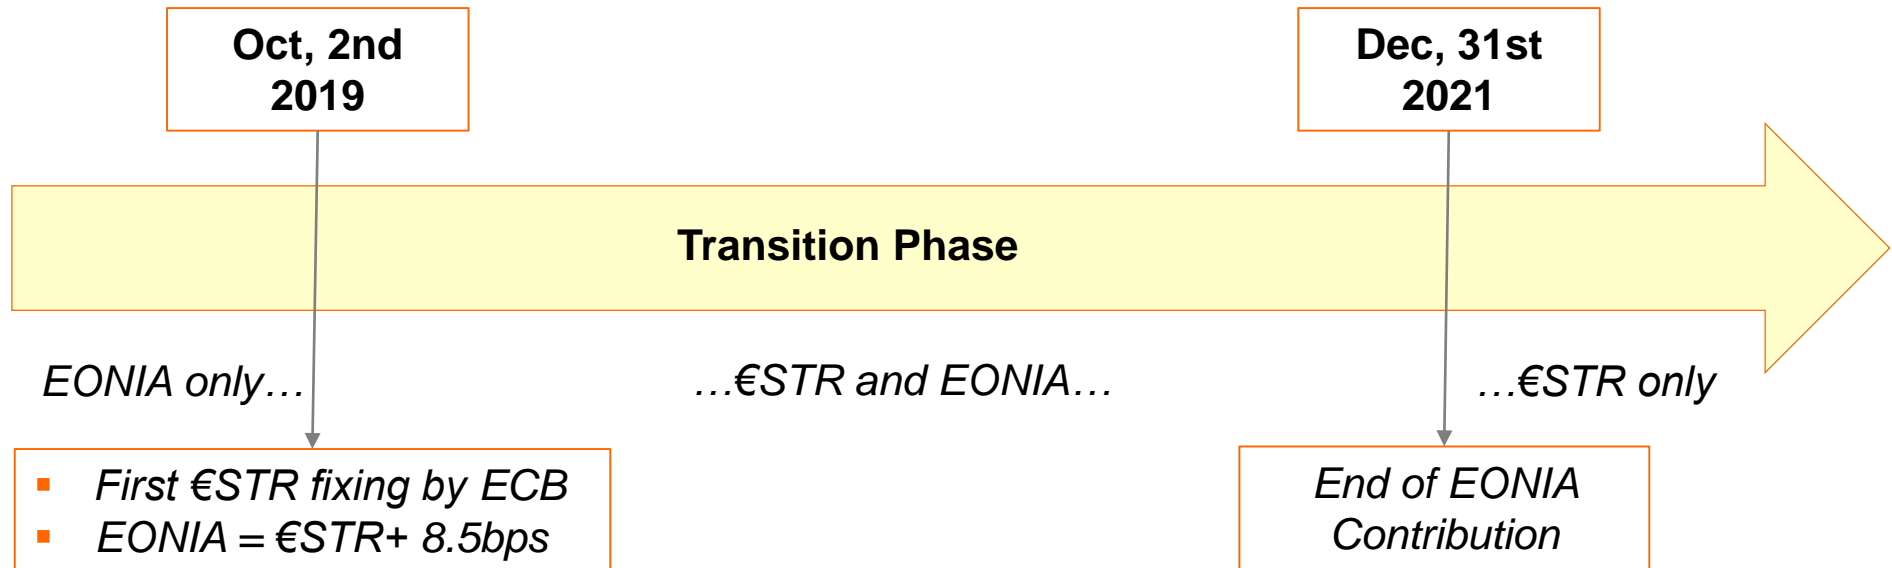 Oct, 2nd
2019
Dec, 31st
2021
Transition Phase
EONIA only…
…€STR and EONIA…
…€STR only
▪ First €STR fixing by ECB
▪ EONIA = €STR+ 8.5bps
End of EONIA
Contribution